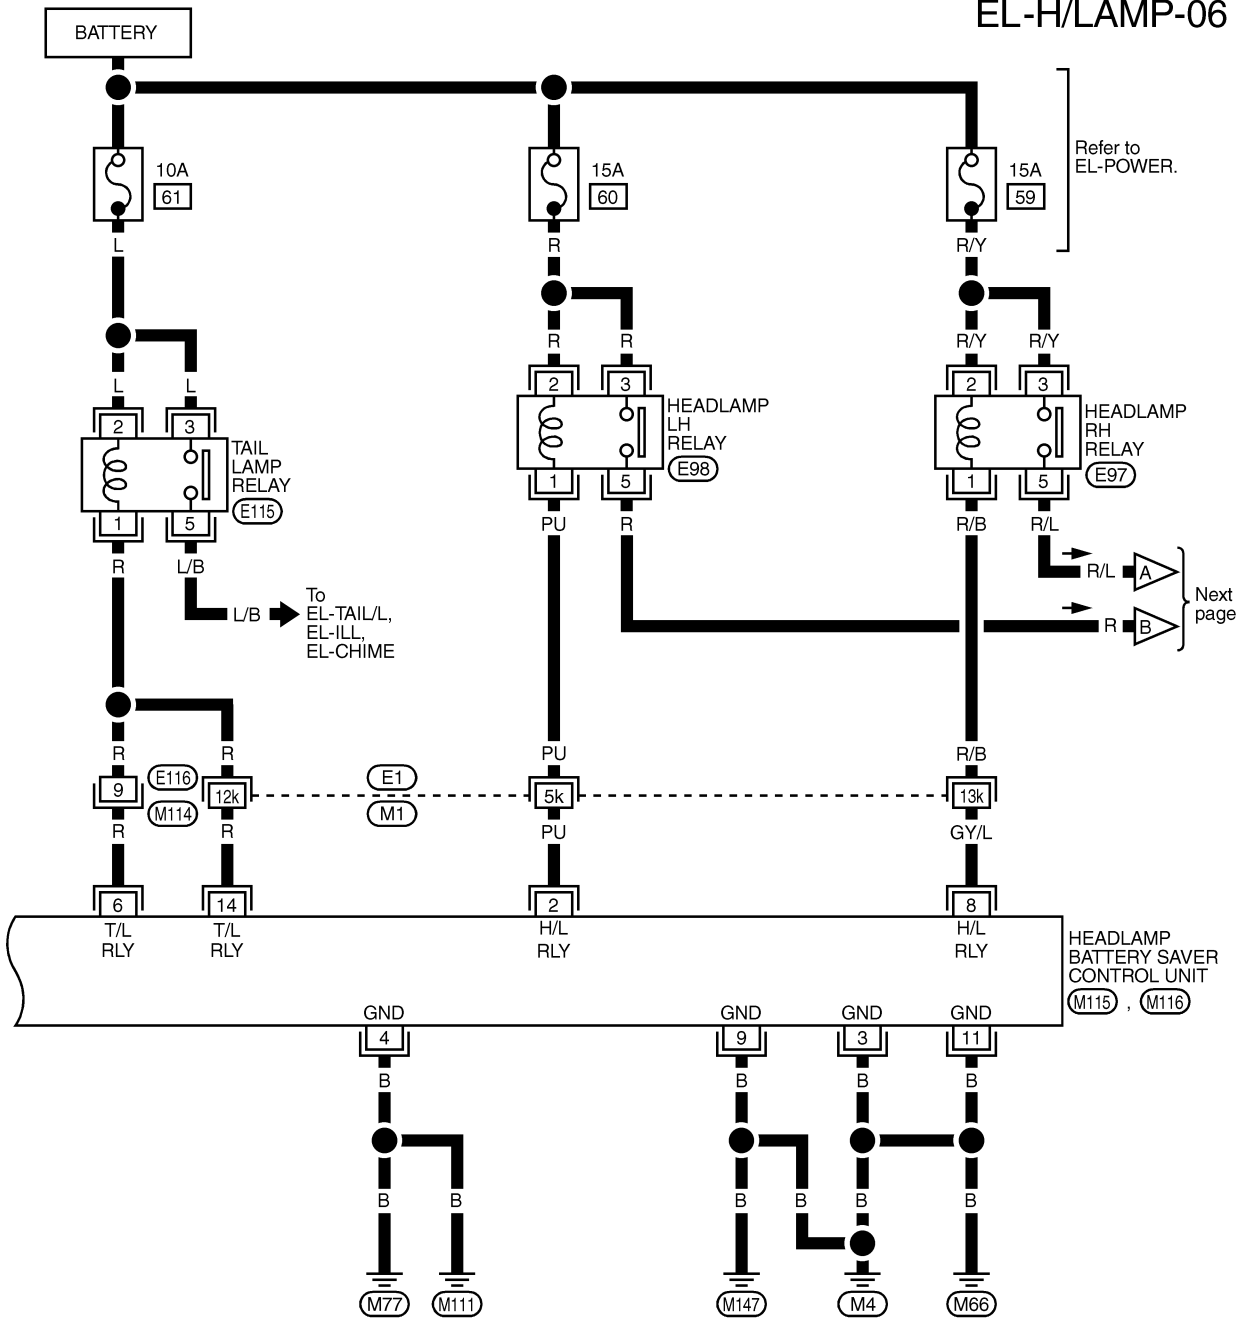 EL-H/LAMP-06
BATTERY
10A
61
15A
60
15A
59
Refer to
EL-POWER.
L
R
R/Y
L
L
R
R
R/Y
R/Y
2
3
TAIL
LAMP
RELAY
E115
1
5
2
3
HEADLAMP
LH
RELAY
E98
1
5
2
3
HEADLAMP
RH
RELAY
E97
1
5
R
L/B
PU
R
R/B
R/L
L/B
To
EL-TAIL/L,
EL-ILL,
EL-CHIME
R/L
A
R
B
Next
page
R
R
PU
R/B
9
E116
M114
12k
E1
M1
5k
13k
R
R
PU
GY/L
6
14
2
8
T/L
RLY
T/L
RLY
H/L
RLY
H/L
RLY
HEADLAMP
BATTERY SAVER
CONTROL UNIT
M115 , M116
GND
GND
GND
GND
4
9
3
11
B
B
B
B
B
B
B
B
B
B
M77
M111
M147
M4
M66